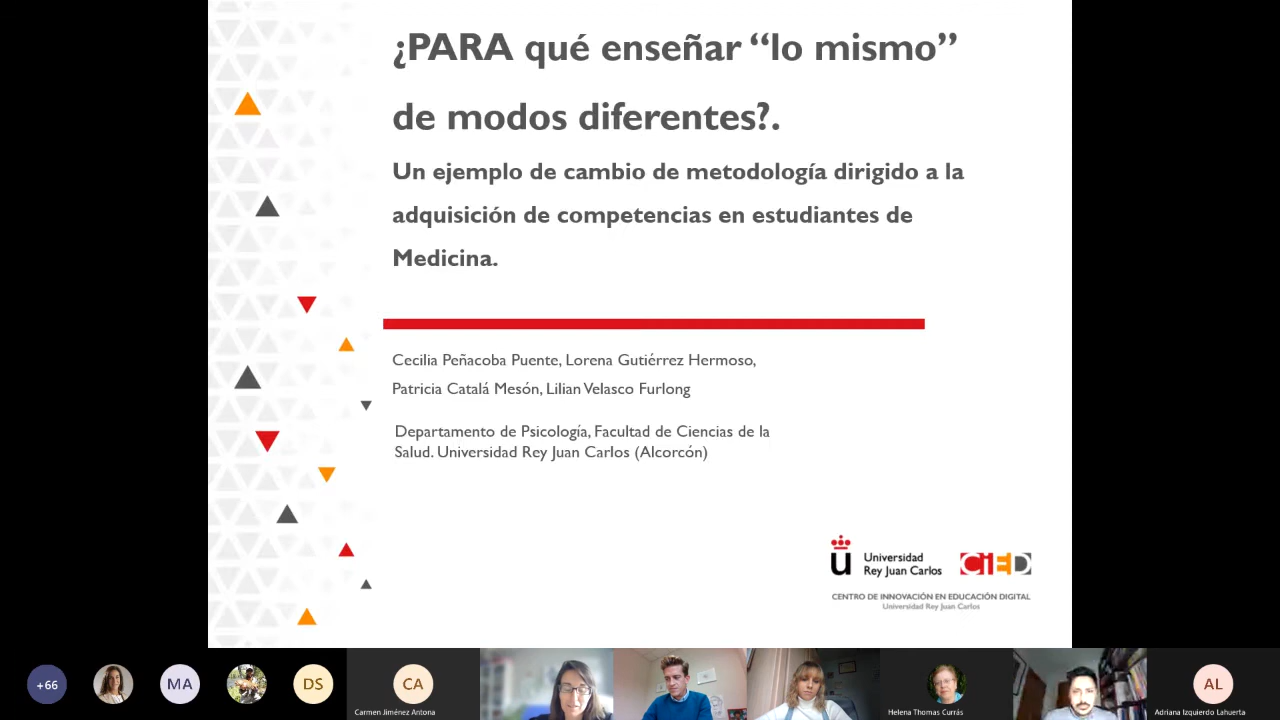 ¿PARA qué enseñar “lo mismo”
de modos diferentes?.
Un ejemplo de cambio de metodología dirigido a la
adquisición de competencias en estudiantes de
Medicina.
Cecilia Peñacoba Puente, Lorena Gutiérrez Hermoso,
Patricia Catalá Mesón, Lilian Velasco Furlong
Departamento de Psicología, Facultad de Ciencias de la
Salud. Universidad Rey Juan Carlos (Alcorcón)
u Universidad
Rey Juan Carlos
CiED
CENTRO DE INNOVACIÓN EN EDUCACIÓN DIGITAL
Universidad Rey Juan Carlos
+66
MA
DS
CA
AL
Carmen Jiménez Antona
Helena Thomas Currás
Adriana Izquierdo Lahuerta